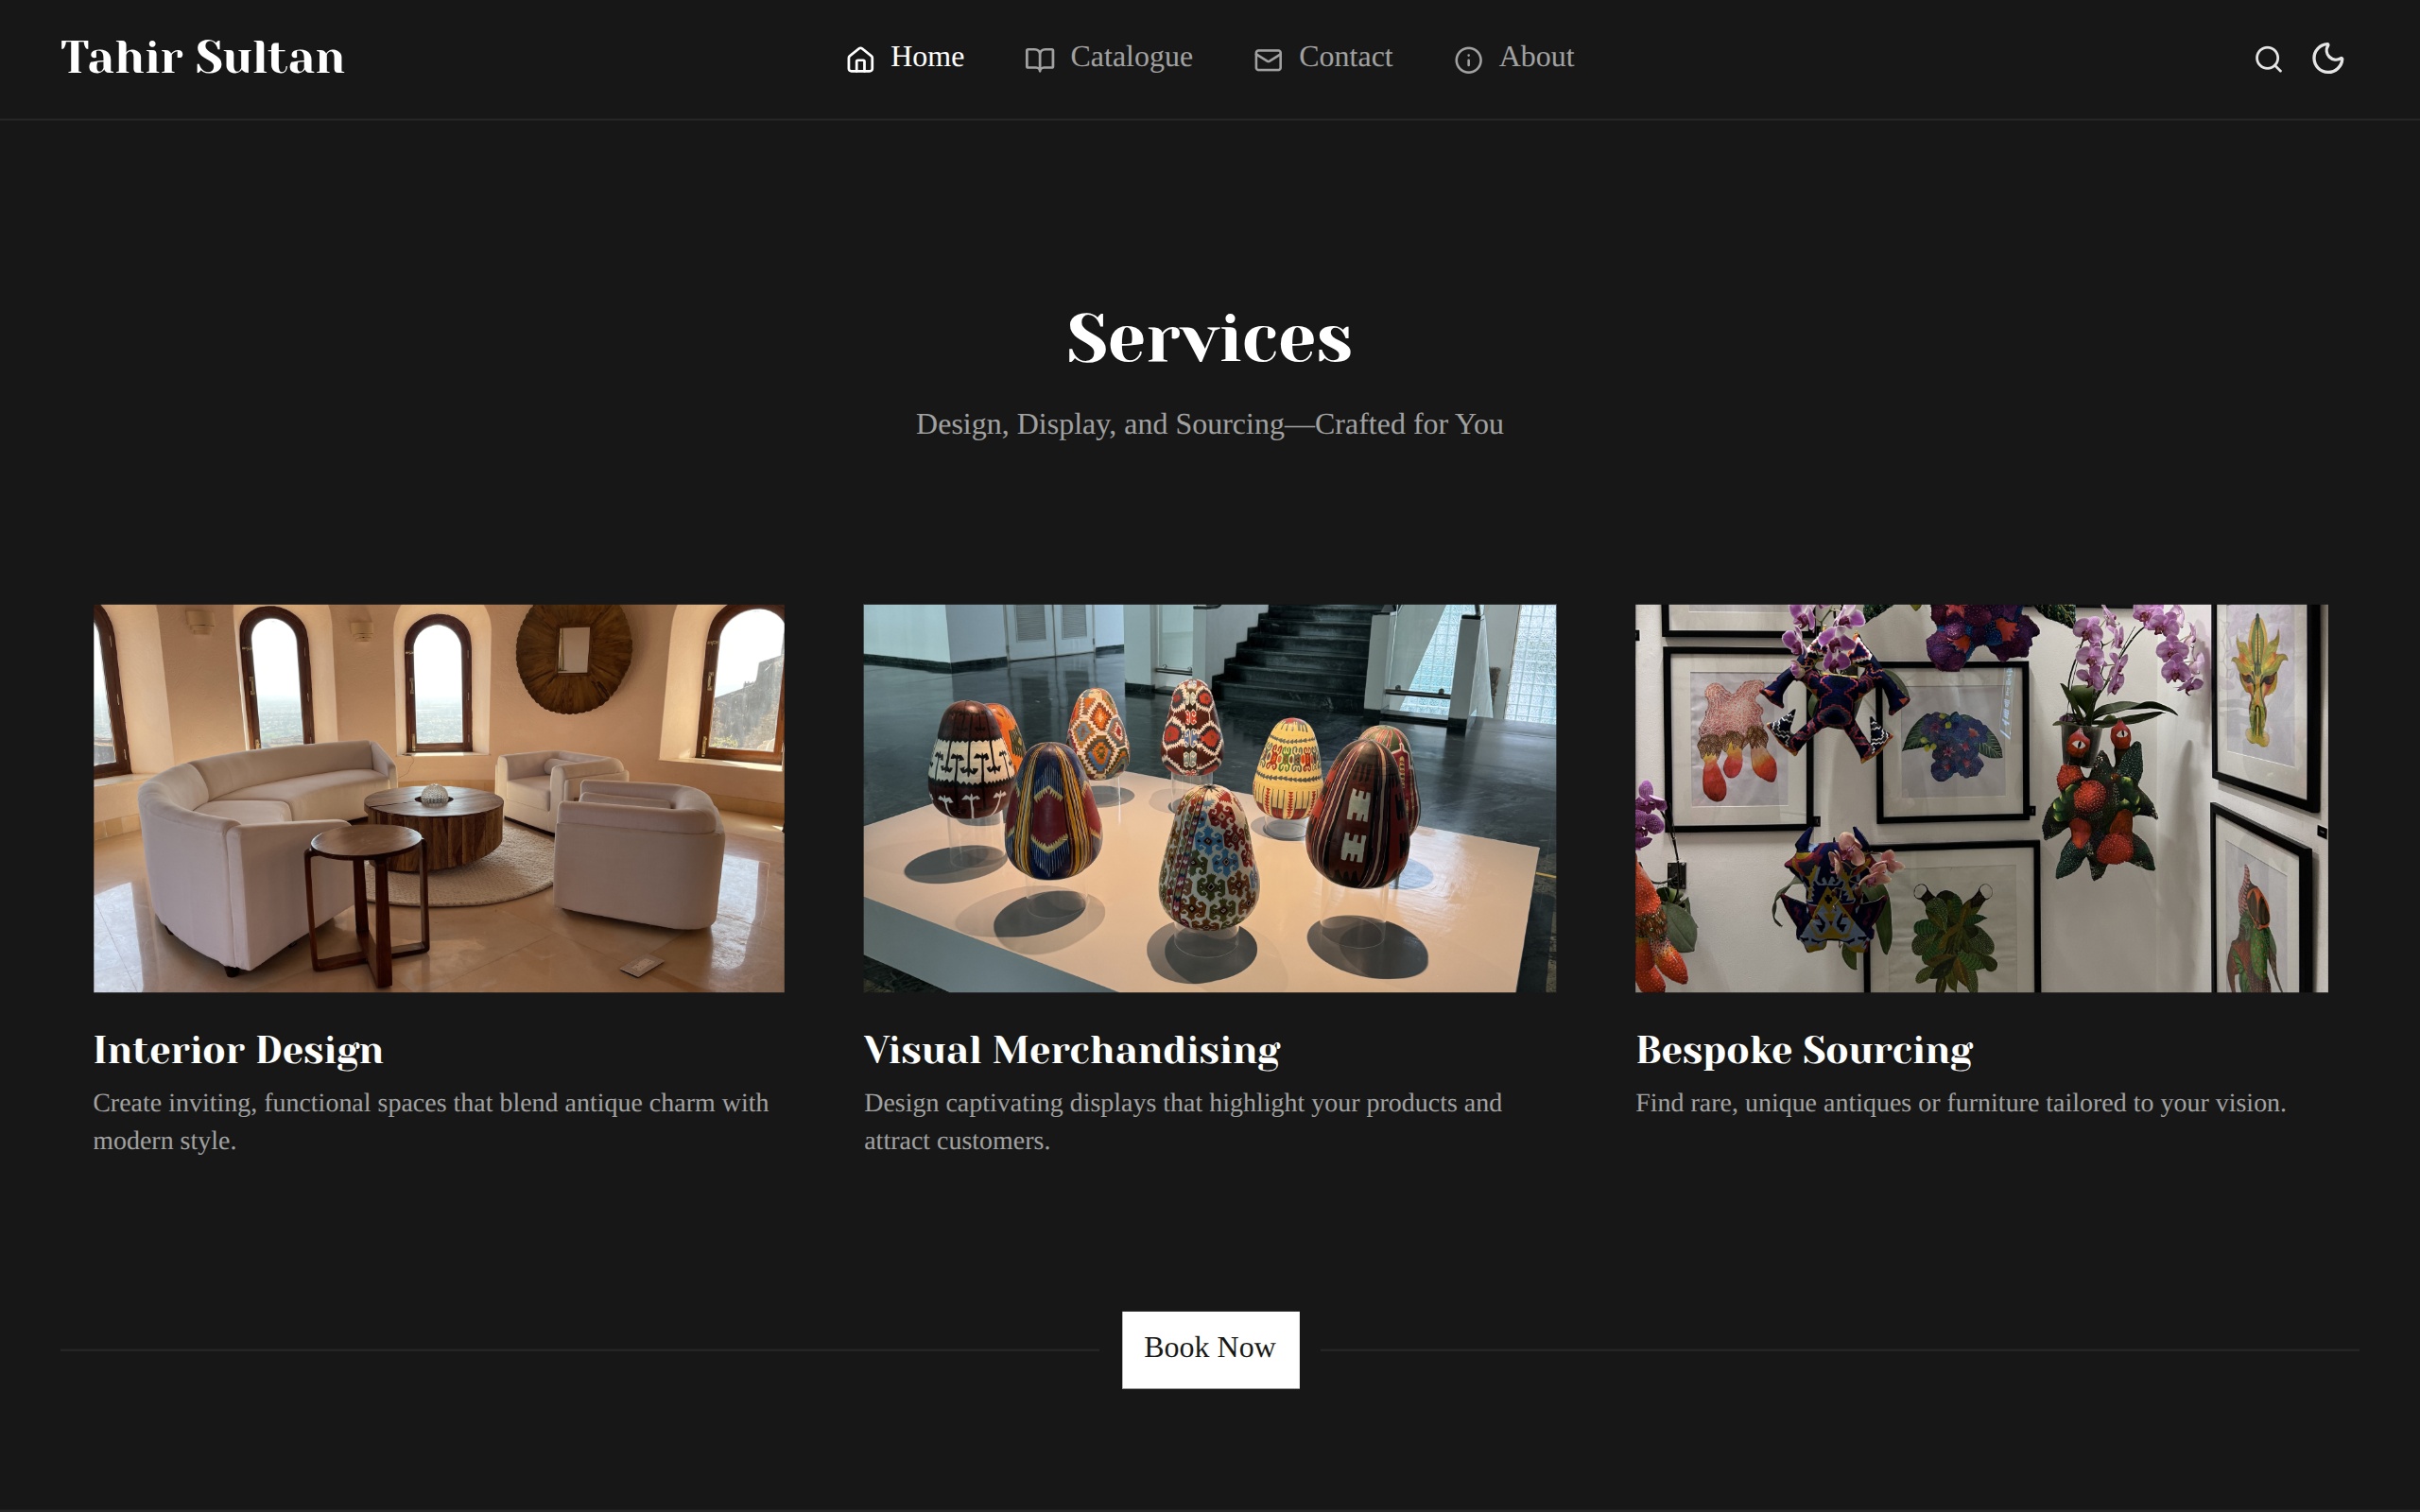 Tahir Sultan
Home
Catalogue
Contact
About
Services
Design, Display, and Sourcing—Crafted for You
Interior Design
Create inviting, functional spaces that blend antique charm with
modern style.
Visual Merchandising
Design captivating displays that highlight your products and
attract customers.
Bespoke Sourcing
Find rare, unique antiques or furniture tailored to your vision.
Book Now